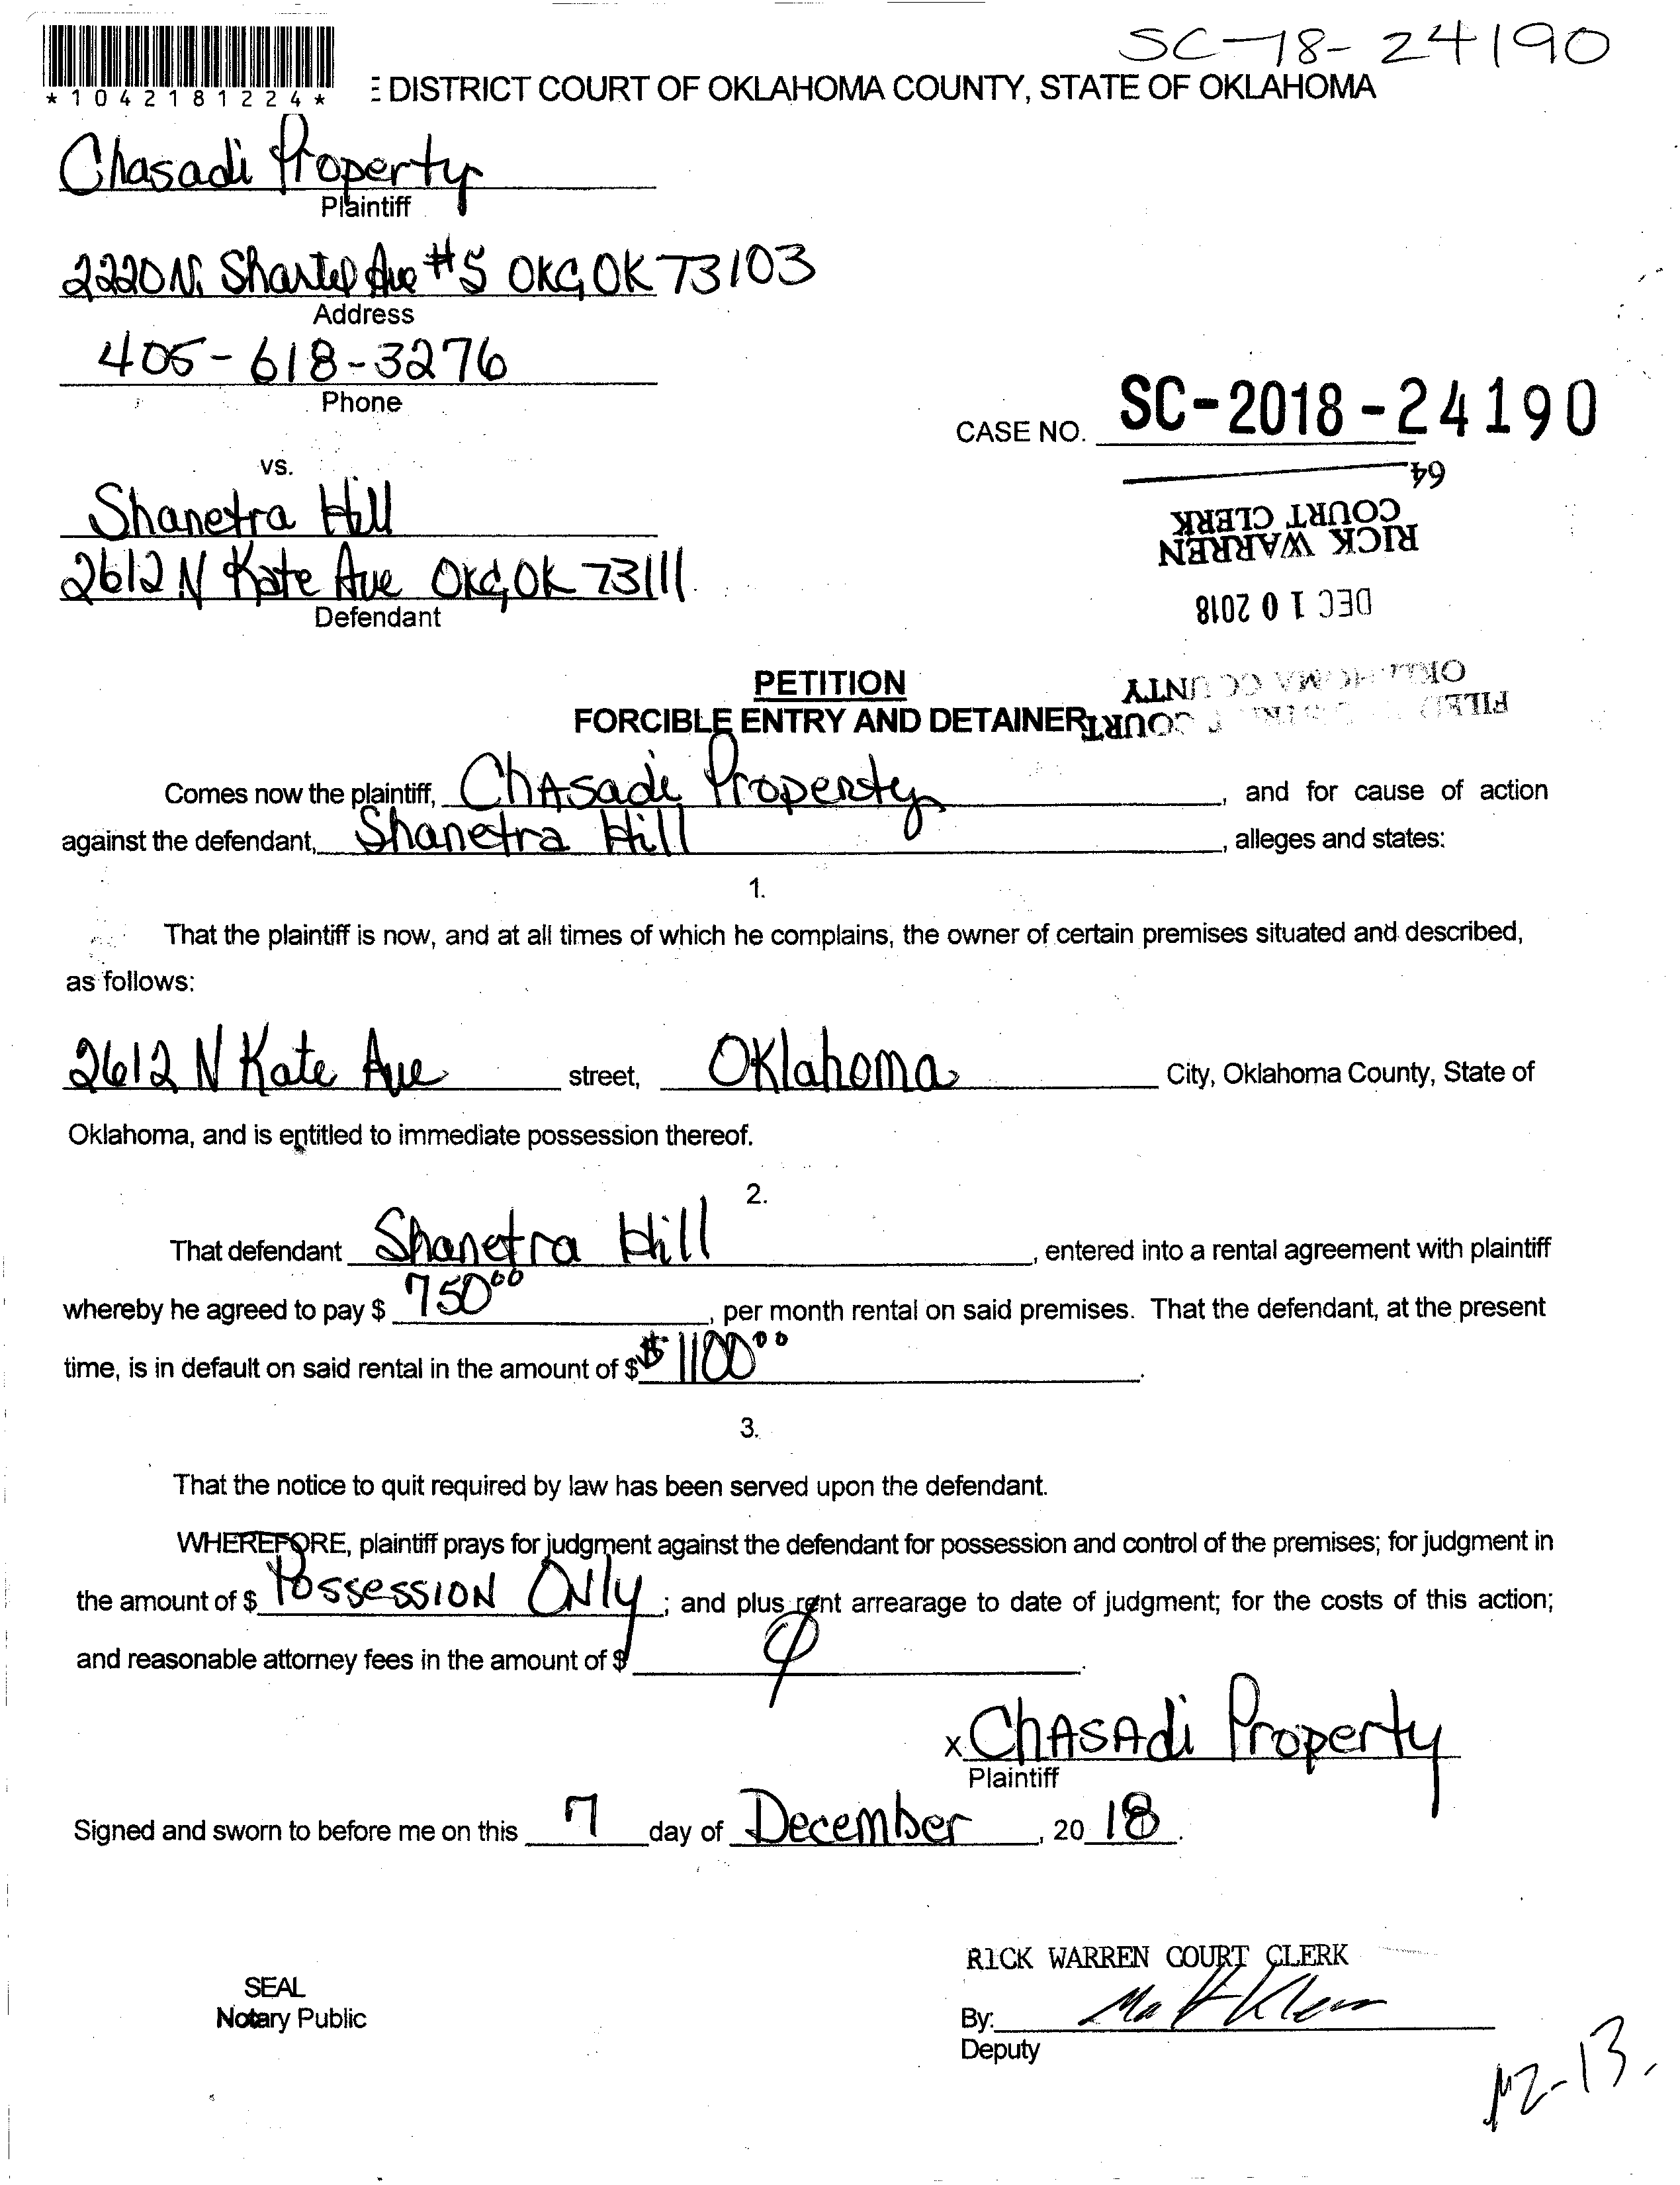 SC-18-24190
*1042181224*
E DISTRICT COURT OF OKLAHOMA COUNTY, STATE OF OKLAHOMA
Chasadi Property
Plaintiff
2220 N. Shartel Ave #5 OKC, OK 73103
Address
405-618-3276
Phone
CASE NO. SC-2018-24190
vs.
64
Shanetra Hill
RICK WARREN
COURT CLERK
2612 N Kate Ave OKC, OK 73111
DEC 10 2018
Defendant
PETITION
FORCIBLE ENTRY AND DETAINER
FILED COURT
COUNTY
Comes now the plaintiff, ChAsadi Property, and for cause of action
against the defendant, Shanetra Hill, alleges and states:
1.
That the plaintiff is now, and at all times of which he complains, the owner of certain premises situated and described,
as follows:
2612 N Kate Ave street, OKlahoma City, Oklahoma County, State of
Oklahoma, and is entitled to immediate possession thereof.
2.
That defendant Shanetra Hill, entered into a rental agreement with plaintiff
whereby he agreed to pay $ 750⁰⁰, per month rental on said premises. That the defendant, at the present
time, is in default on said rental in the amount of $ $ 1100⁰⁰.
3.
That the notice to quit required by law has been served upon the defendant.
WHEREFORE, plaintiff prays for judgment against the defendant for possession and control of the premises; for judgment in
the amount of $ Possession Only; and plus rent arrearage to date of judgment; for the costs of this action;
and reasonable attorney fees in the amount of $ φ.
x ChAsAdi Property
Plaintiff
Signed and sworn to before me on this 7 day of December, 20 18.
RICK WARREN COURT CLERK
SEAL
Notary Public
By: Matt Klem
Deputy
12-13.